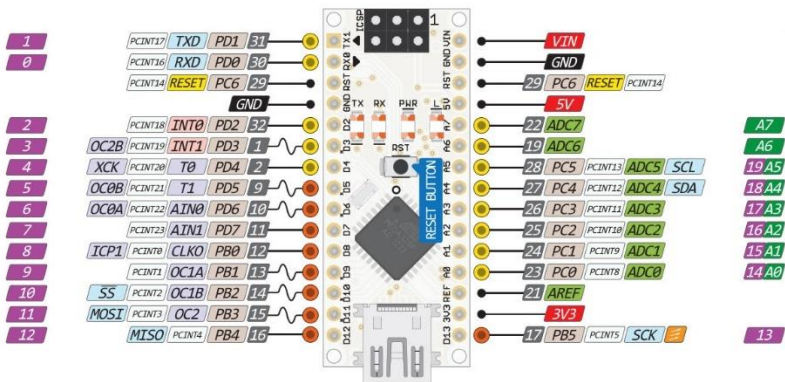 ICSP 1
1 PCINT17 TXD PD1 31 TX1 VIN VIN
0 PCINT16 RXD PD0 30 RX0 GND GND
PCINT14 RESET PC6 29 RST RST 29 PC6 RESET PCINT14
GND GND 5V 5V
TX RX PWR L
2 PCINT18 INT0 PD2 32 D2 A7 22 ADC7 A7
3 OC2B PCINT19 INT1 PD3 1 D3 A6 19 ADC6 A6
RST
4 XCK PCINT20 T0 PD4 2 D4 A5 28 PC5 PCINT13 ADC5 SCL 19 A5
5 OC0B PCINT21 T1 PD5 9 D5 A4 27 PC4 PCINT12 ADC4 SDA 18 A4
RESET BUTTON
6 OC0A PCINT22 AIN0 PD6 10 D6 A3 26 PC3 PCINT11 ADC3 17 A3
7 PCINT23 AIN1 PD7 11 D7 A2 25 PC2 PCINT10 ADC2 16 A2
8 ICP1 PCINT0 CLKO PB0 12 D8 A1 24 PC1 PCINT9 ADC1 15 A1
9 PCINT1 OC1A PB1 13 D9 A0 23 PC0 PCINT8 ADC0 14 A0
10 SS PCINT2 OC1B PB2 14 D10 REF 21 AREF
11 MOSI PCINT3 OC2 PB3 15 D11 3V3 3V3
12 MISO PCINT4 PB4 16 D12 D13 17 PB5 PCINT5 SCK 13